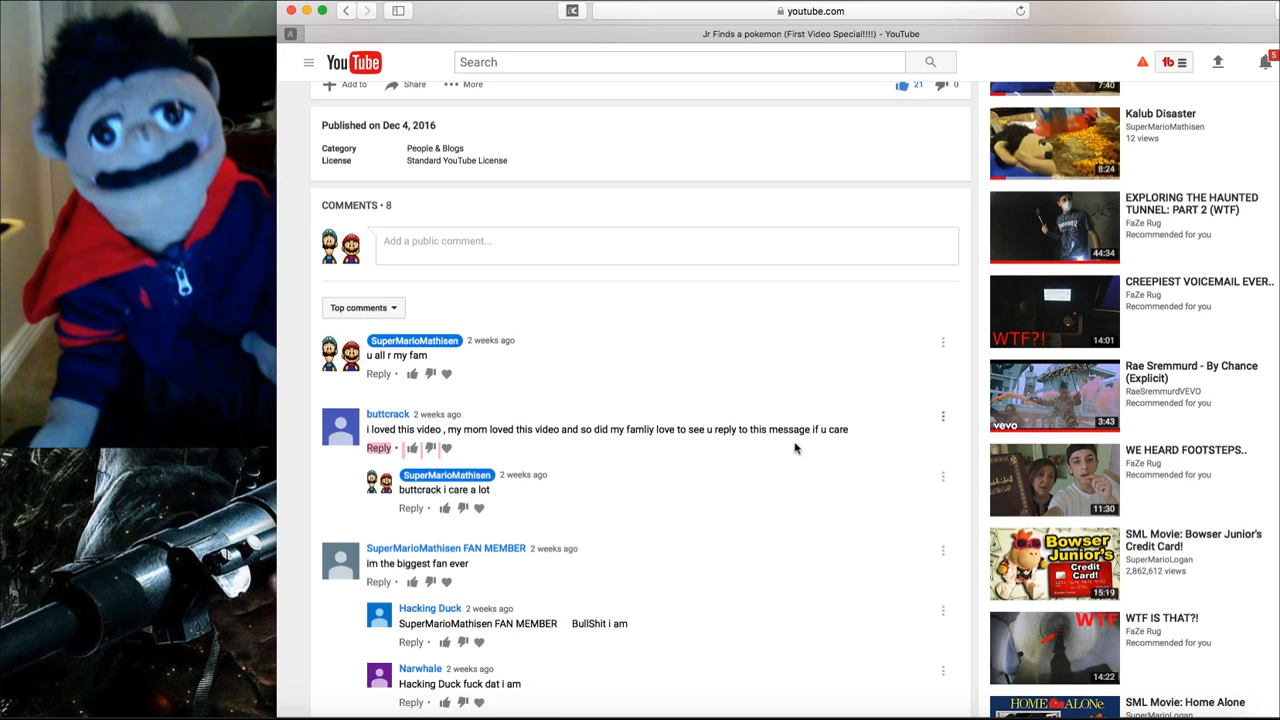 youtube.com
Jr Finds a pokemon (First Video Special!!!!) - YouTube
YouTube
Search
5
Add to
Share
More
21
0
Published on Dec 4, 2016
Category People & Blogs
License Standard YouTube License
COMMENTS • 8
Add a public comment...
Top comments
SuperMarioMathisen 2 weeks ago
u all r my fam
Reply •
buttcrack 2 weeks ago
i loved this video , my mom loved this video and so did my famliy love to see u reply to this message if u care
Reply •
SuperMarioMathisen 2 weeks ago
buttcrack i care a lot
Reply •
SuperMarioMathisen FAN MEMBER 2 weeks ago
im the biggest fan ever
Reply •
Hacking Duck 2 weeks ago
SuperMarioMathisen FAN MEMBER BullShit i am
Reply •
Narwhale 2 weeks ago
Hacking Duck fuck dat i am
Reply •
7:40
Kalub Disaster
SuperMarioMathisen
12 views
8:24
EXPLORING THE HAUNTED
TUNNEL: PART 2 (WTF)
FaZe Rug
Recommended for you
44:34
CREEPIEST VOICEMAIL EVER..
FaZe Rug
Recommended for you
WTF?!
14:01
Rae Sremmurd - By Chance
(Explicit)
RaeSremmurdVEVO
Recommended for you
vevo
3:43
WE HEARD FOOTSTEPS..
FaZe Rug
Recommended for you
11:30
SML Movie: Bowser Junior's
Credit Card!
SuperMarioLogan
2,862,612 views
Bowser
Junior's
Credit
Card!
15:19
WTF IS THAT?!
FaZe Rug
Recommended for you
WTF
14:22
SML Movie: Home Alone
SuperMarioLogan
HOME ALONe